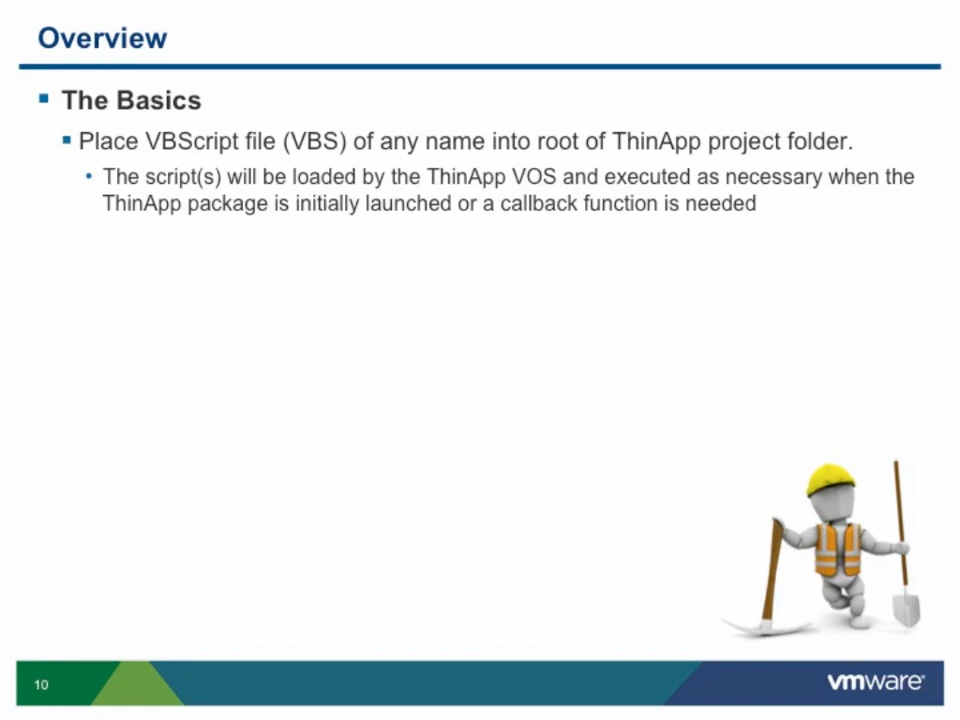 Overview
The Basics
Place VBScript file (VBS) of any name into root of ThinApp project folder.
The script(s) will be loaded by the ThinApp VOS and executed as necessary when the
ThinApp package is initially launched or a callback function is needed
10
vmware®